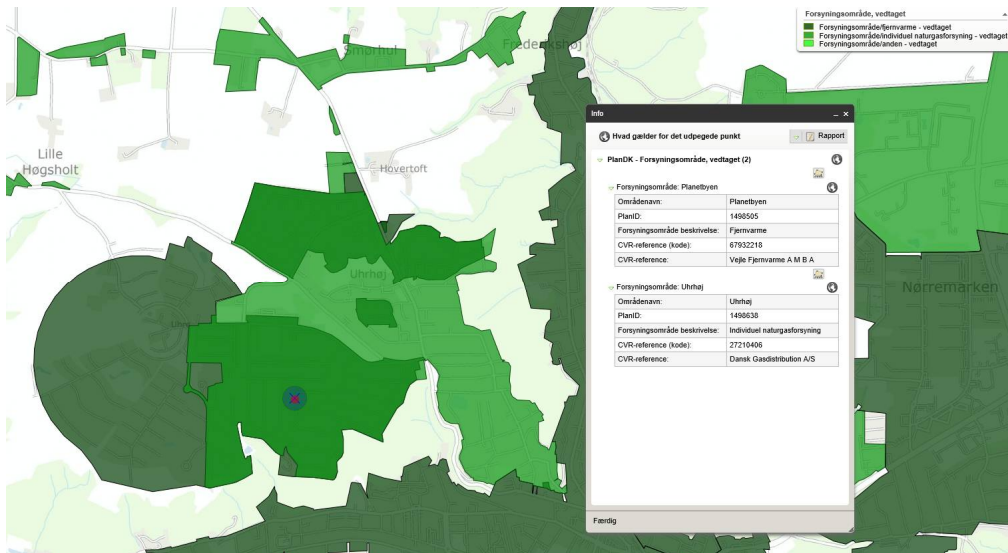 Forsyningsområde, vedtaget
Forsyningsområde/fjernvarme - vedtaget
Forsyningsområde/individuel naturgasforsyning - vedtaget
Forsyningsområde/anden - vedtaget
Smørhul
Frederikshøj
Lille
Høgsholt
Hovertoft
Uhrhøj
Uhre
Nørremarken
Info
Hvad gælder for det udpegede punkt
Rapport
PlanDK - Forsyningsområde, vedtaget (2)
Forsyningsområde: Planetbyen
Områdenavn: Planetbyen
PlanID: 1498505
Forsyningsområde beskrivelse: Fjernvarme
CVR-reference (kode): 67932218
CVR-reference: Vejle Fjernvarme A M B A
Forsyningsområde: Uhrhøj
Områdenavn: Uhrhøj
PlanID: 1498638
Forsyningsområde beskrivelse: Individuel naturgasforsyning
CVR-reference (kode): 27210406
CVR-reference: Dansk Gasdistribution A/S
Færdig